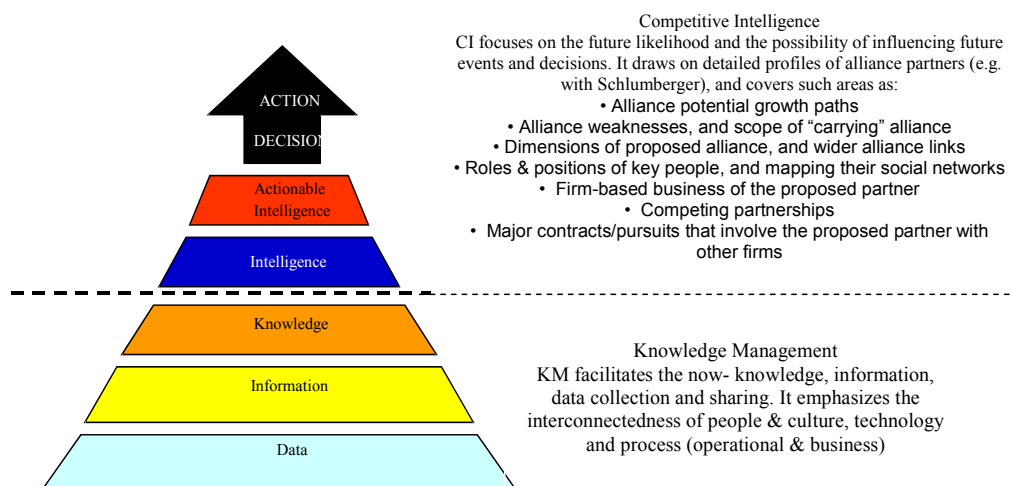 Competitive Intelligence
CI focuses on the future likelihood and the possibility of influencing future
events and decisions. It draws on detailed profiles of alliance partners (e.g.
with Schlumberger), and covers such areas as:
• Alliance potential growth paths
• Alliance weaknesses, and scope of “carrying” alliance
• Dimensions of proposed alliance, and wider alliance links
• Roles & positions of key people, and mapping their social networks
• Firm-based business of the proposed partner
• Competing partnerships
• Major contracts/pursuits that involve the proposed partner with
other firms
ACTION
DECISION
Actionable
Intelligence
Intelligence
Knowledge
Information
Data
Knowledge Management
KM facilitates the now- knowledge, information,
data collection and sharing. It emphasizes the
interconnectedness of people & culture, technology
and process (operational & business)